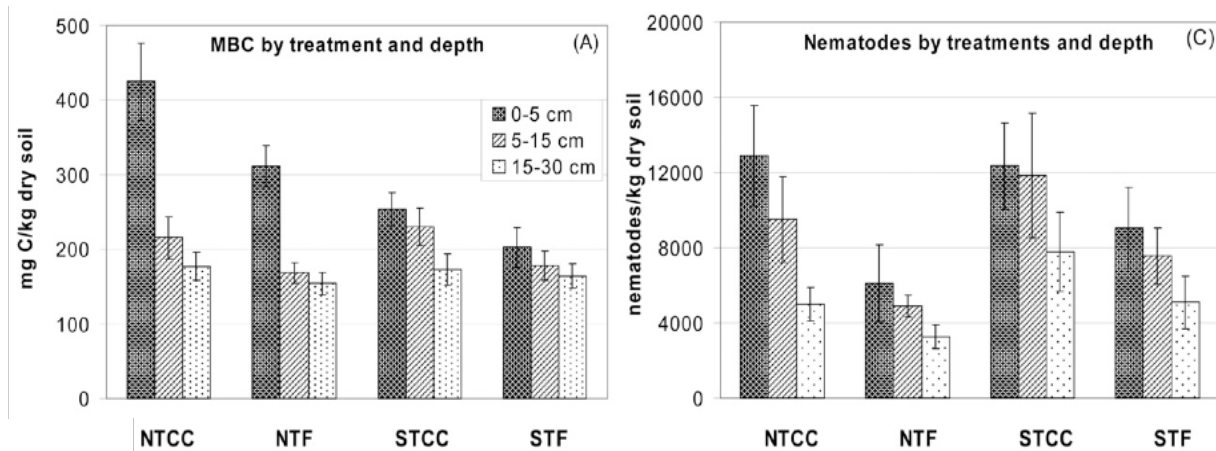 MBC by treatment and depth
(A)
mg C/kg dry soil
500
400
300
200
100
0
0-5 cm
5-15 cm
15-30 cm
NTCC NTF STCC STF
Nematodes by treatments and depth
(C)
nematodes/kg dry soil
20000
16000
12000
8000
4000
0
NTCC NTF STCC STF